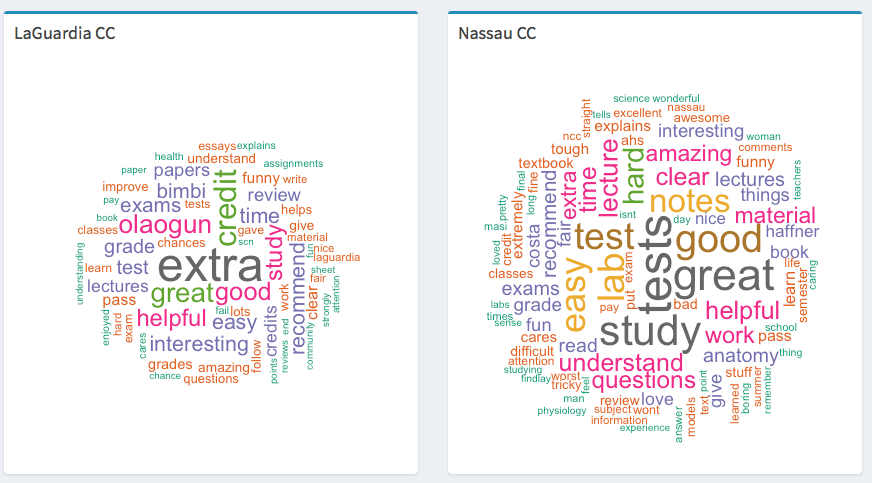 LaGuardia CC
essays explains
health understand
paper papers credit assignments
improve bimbi funny write
pay exams tests review
book olaogun time helps
classes chances gave give
grade scn study material
understanding extra fun laguardia
learn test recommend sheet
lectures fair
pass great good work clear attention
enjoyed hard exam helpful fail lots strongly
cares easy credits end community
interesting reviews
grades amazing follow points
chance questions
Nassau CC
science wonderful
straight tells excellent nassau
ncc explains awesome
tough ahs interesting woman
textbook lecture hard amazing comments
final fine time clear funny
long extra lectures teachers
pretty extremely recommend notes things
masi isnt day nice material
credit costa fair test tests good haffner
loved book
classes easy lab exam great learn life
exams put semester caring
labs grade pay bad helpful
times sense fun study work school
cares pass
difficult read anatomy thing
attention understand
studying worst questions stuff
findlay tricky feel point give summer
man review love text learned boring remember
physiology subject wont models
information answer
experience